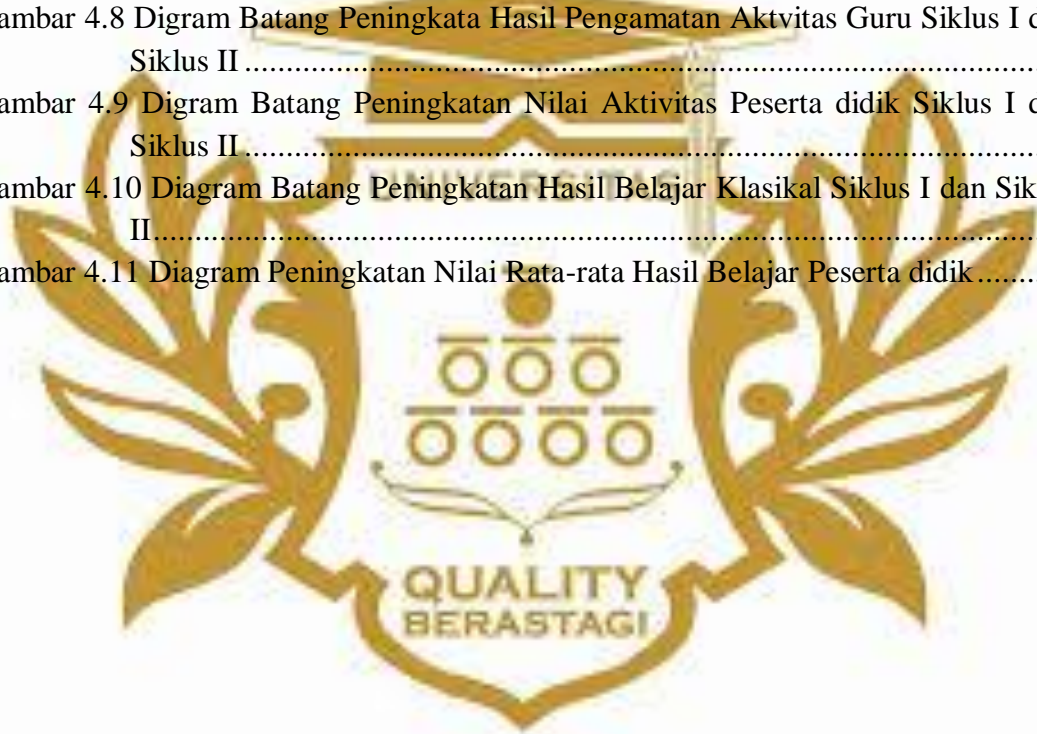 ambar 4.8 Digram Batang Peningkata Hasil Pengamatan Aktvitas Guru Siklus I d
Siklus II ........................................................................................................
ambar 4.9 Digram Batang Peningkatan Nilai Aktivitas Peserta didik Siklus I d
Siklus II ........................................................................................................
ambar 4.10 Diagram Batang Peningkatan Hasil Belajar Klasikal Siklus I dan Sik
II...................................................................................................................
ambar 4.11 Diagram Peningkatan Nilai Rata-rata Hasil Belajar Peserta didik ........
UNIVERSITAS
QUALITY
BERASTAGI